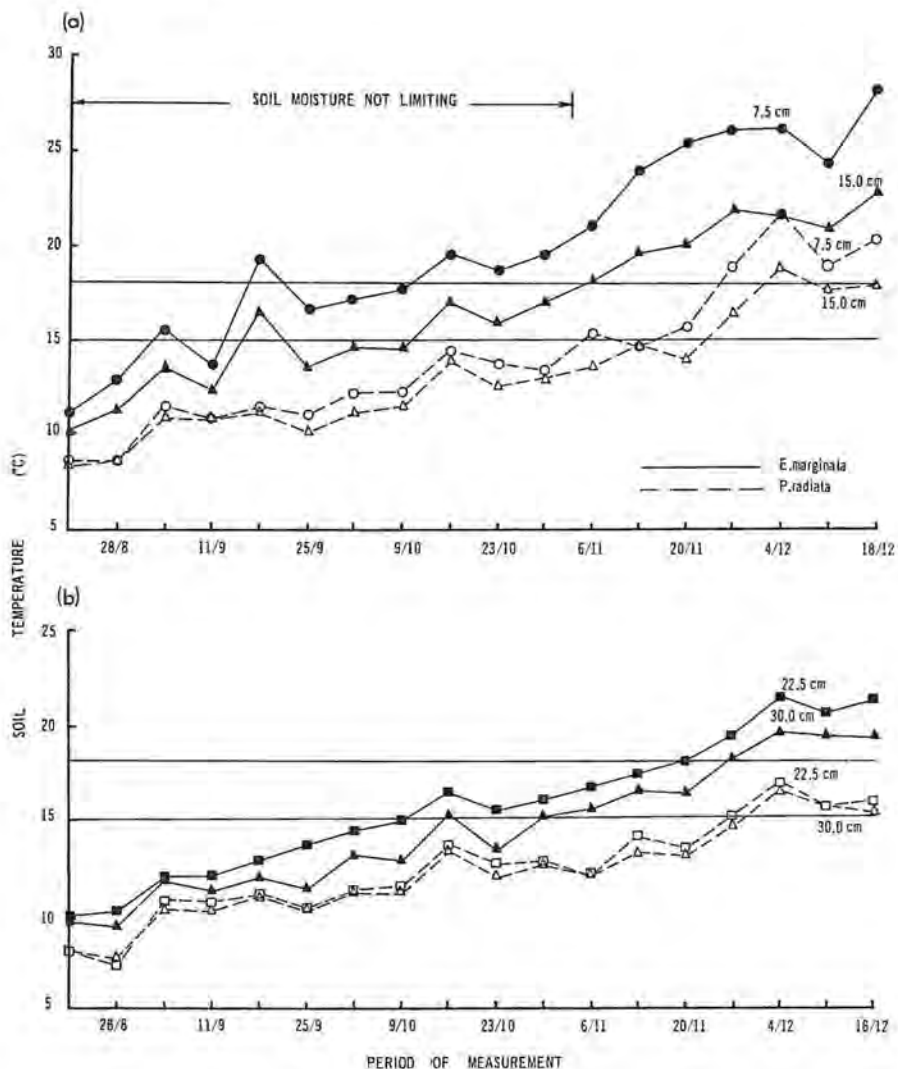 (a)
30
SOIL MOISTURE NOT LIMITING
7.5 cm
25
15.0 cm
20
7.5 cm
15.0 cm
15
10
E.marginata
P.radiata
5
28/8 11/9 25/9 9/10 23/10 6/11 20/11 4/12 18/12
SOIL TEMPERATURE (°C)
(b)
25
22.5 cm
20
30.0 cm
22.5 cm
15
30.0 cm
10
5
28/8 11/9 25/9 9/10 23/10 6/11 20/11 4/12 16/12
PERIOD OF MEASUREMENT